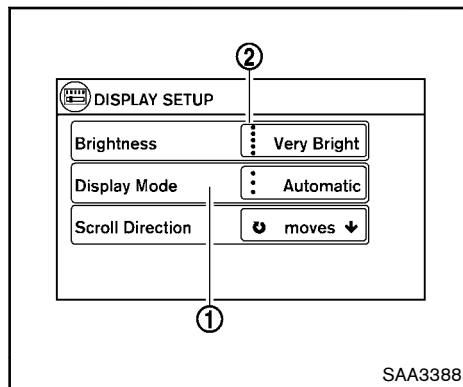 ②
DISPLAY SETUP
Brightness Very Bright
Display Mode Automatic
Scroll Direction moves
①
SAA3388